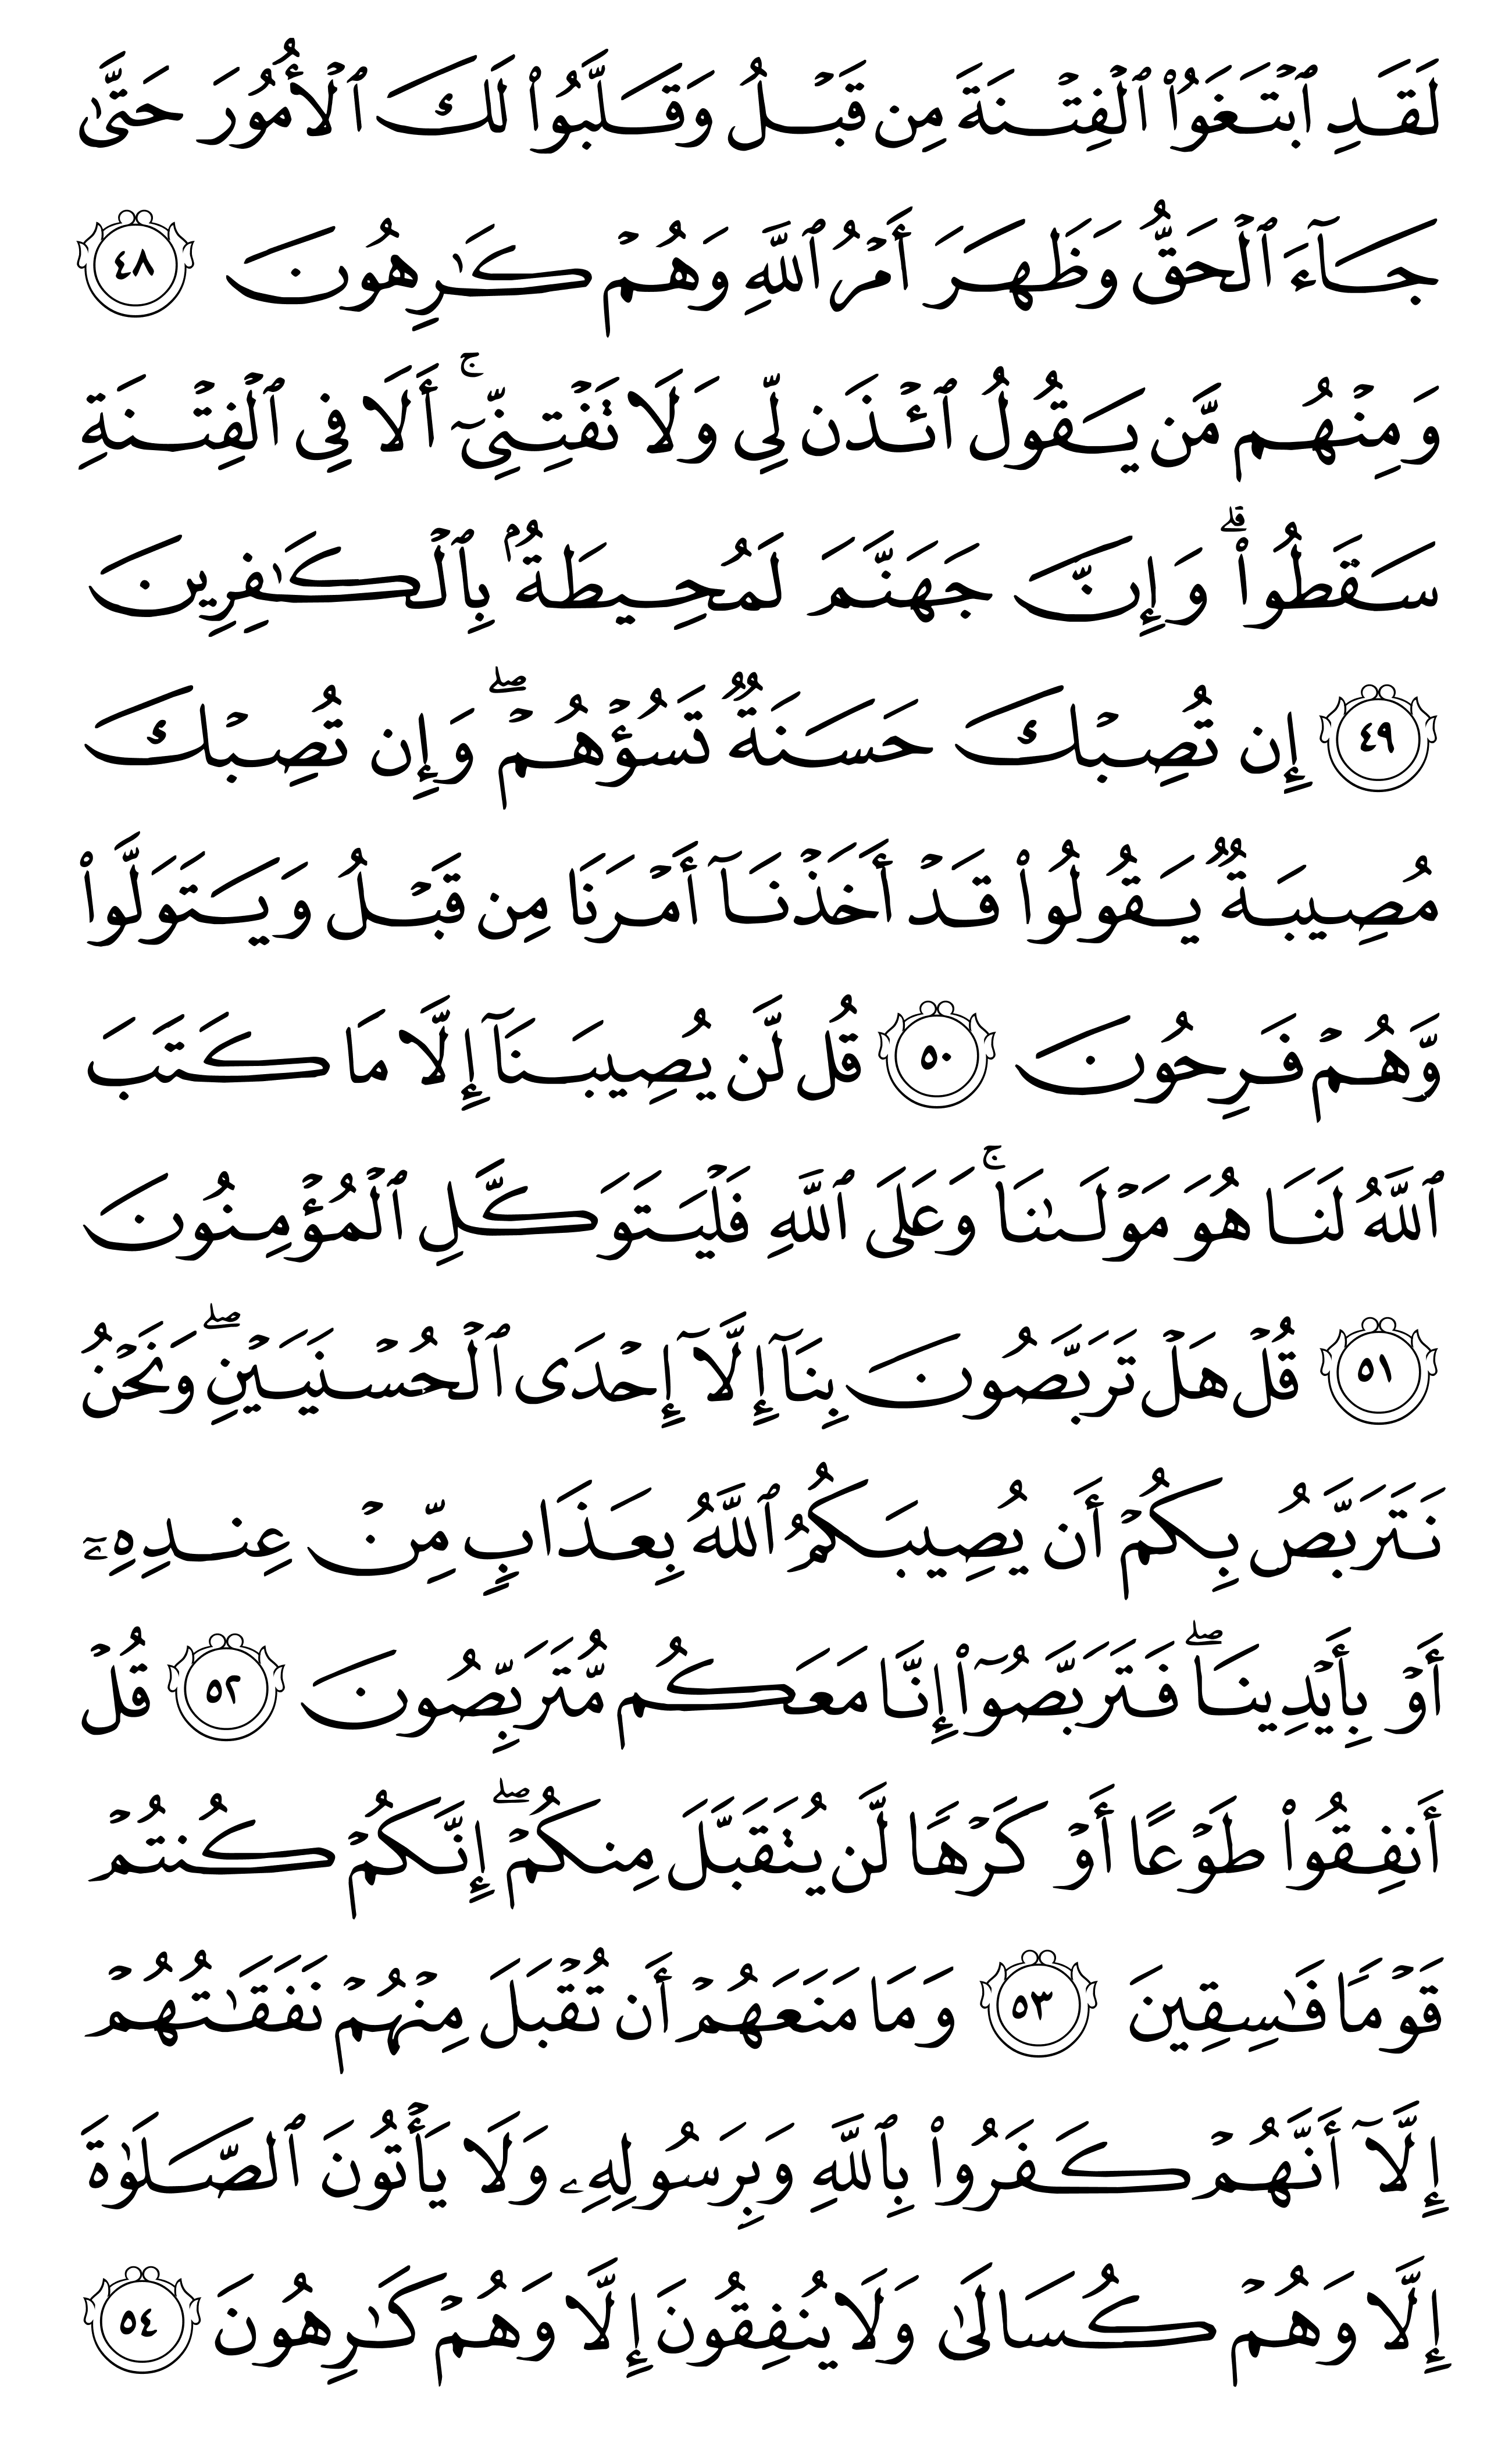 لَقَدِ ٱبۡتَغَوُاْ ٱلۡفِتۡنَةَ مِن قَبۡلُ وَقَلَّبُواْ لَكَ ٱلۡأُمُورَ حَتَّىٰ
جَآءَ ٱلۡحَقُّ وَظَهَرَ أَمۡرُ ٱللَّهِ وَهُمۡ كَٰرِهُونَ ٤٨
وَمِنۡهُم مَّن يَقُولُ ٱئۡذَن لِّي وَلَا تَفۡتِنِّيٓۚ أَلَا فِي ٱلۡفِتۡنَةِ
سَقَطُواْۗ وَإِنَّ جَهَنَّمَ لَمُحِيطَةُۢ بِٱلۡكَٰفِرِينَ
٤٩ إِن تُصِبۡكَ حَسَنَةٞ تَسُؤۡهُمۡۖ وَإِن تُصِبۡكَ
مُصِيبَةٞ يَقُولُواْ قَدۡ أَخَذۡنَآ أَمۡرَنَا مِن قَبۡلُ وَيَتَوَلَّواْ
وَّهُمۡ فَرِحُونَ ٥٠ قُل لَّن يُصِيبَنَآ إِلَّا مَا كَتَبَ
ٱللَّهُ لَنَا هُوَ مَوۡلَىٰنَاۚ وَعَلَى ٱللَّهِ فَلۡيَتَوَكَّلِ ٱلۡمُؤۡمِنُونَ
٥١ قُلۡ هَلۡ تَرَبَّصُونَ بِنَآ إِلَّآ إِحۡدَى ٱلۡحُسۡنَيَيۡنِۖ وَنَحۡنُ
نَتَرَبَّصُ بِكُمۡ أَن يُصِيبَكُمُ ٱللَّهُ بِعَذَابٖ مِّنۡ عِندِهِۦٓ
أَوۡ بِأَيۡدِينَاۖ فَتَرَبَّصُوٓاْ إِنَّا مَعَكُم مُّتَرَبِّصُونَ ٥٢ قُلۡ
أَنفِقُواْ طَوۡعًا أَوۡ كَرۡهٗا لَّن يُتَقَبَّلَ مِنكُمۡۖ إِنَّكُمۡ كُنتُمۡ
قَوۡمٗا فَٰسِقِينَ ٥٣ وَمَا مَنَعَهُمۡ أَن تُقۡبَلَ مِنۡهُمۡ نَفَقَٰتُهُمۡ
إِلَّآ أَنَّهُمۡ كَفَرُواْ بِٱللَّهِ وَبِرَسُولِهِۦ وَلَا يَأۡتُونَ ٱلصَّلَوٰةَ
إِلَّا وَهُمۡ كُسَالَىٰ وَلَا يُنفِقُونَ إِلَّا وَهُمۡ كَٰرِهُونَ ٥٤